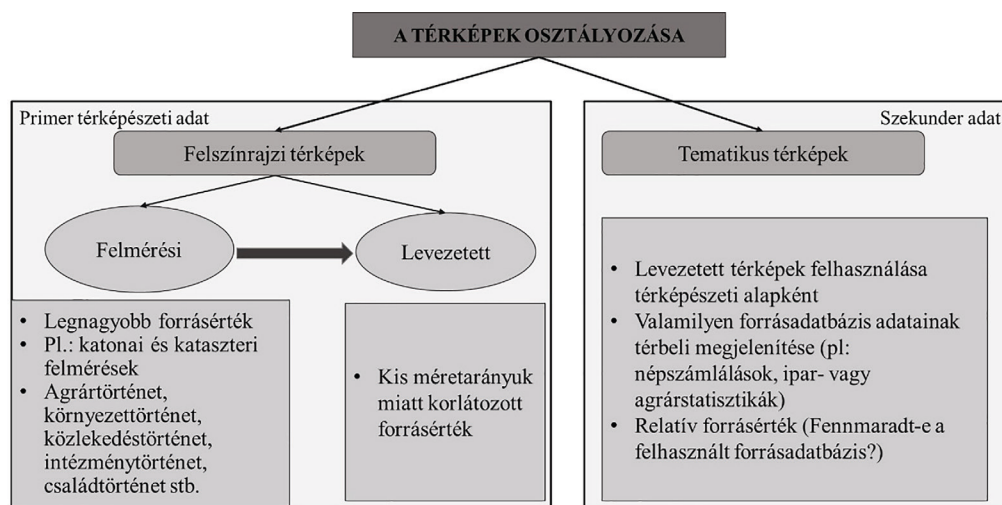 A TÉRKÉPEK OSZTÁLYOZÁSA
Primer térképészeti adat
Felszínrajzi térképek
Felmérési
Levezetett
• Legnagyobb forrásérték
• Pl.: katonai és kataszteri
felmérések
• Agrártörténet,
környezettörténet,
közlekedéstörténet,
intézménytörténet,
családtörténet stb.
• Kis méretarányuk
miatt korlátozott
forrásérték
Szekunder adat
Tematikus térképek
• Levezetett térképek felhasználása
térképészeti alapként
• Valamilyen forrásadatbázis adatainak
térbeli megjelenítése (pl:
népszámlálások, ipar- vagy
agrárstatisztikák)
• Relatív forrásérték (Fennmaradt-e a
felhasznált forrásadatbázis?)